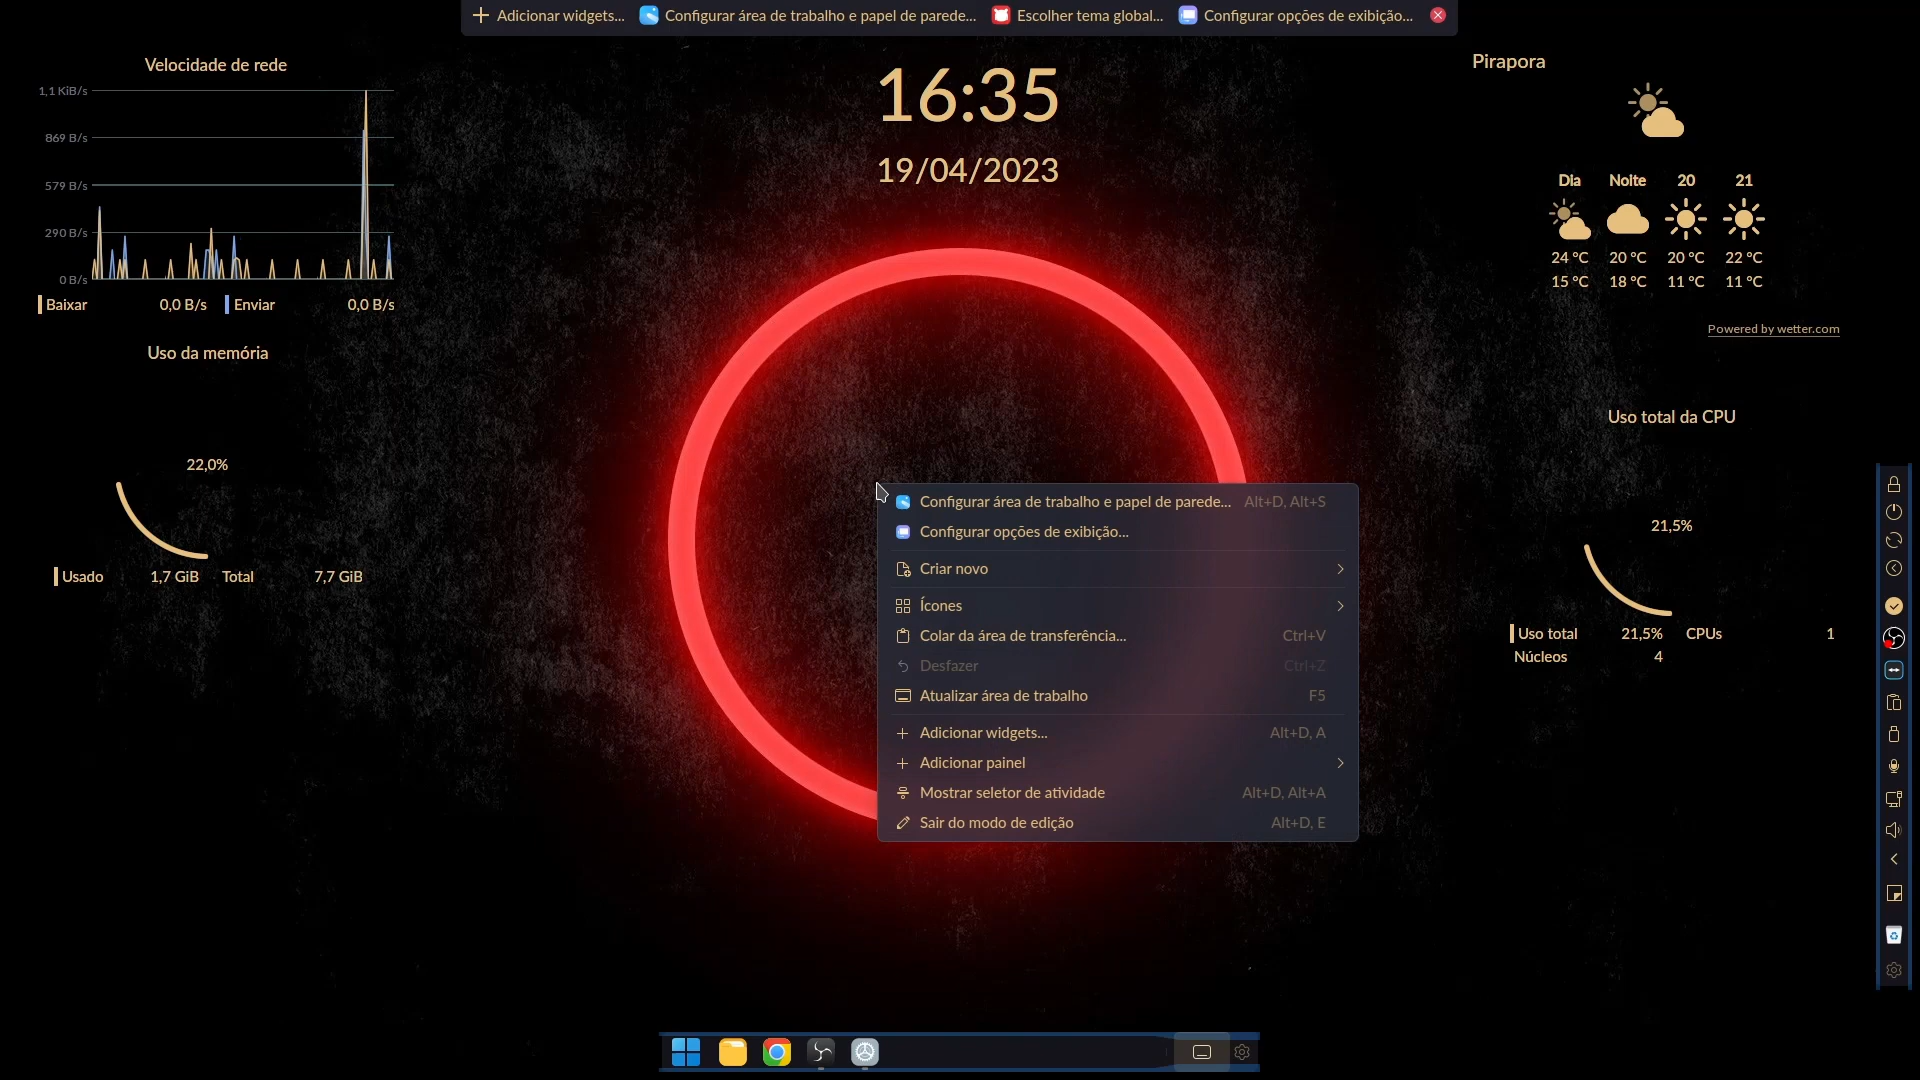 Adicionar widgets... Configurar área de trabalho e papel de parede... Escolher tema global... Configurar opções de exibição...
Velocidade de rede
1,1 KiB/s
869 B/s
579 B/s
290 B/s
0 B/s
Baixar 0,0 B/s Enviar 0,0 B/s
Uso da memória
22,0%
Usado 1,7 GiB Total 7,7 GiB
16:35
19/04/2023
Pirapora
Dia Noite 20 21
24 °C 20 °C 20 °C 22 °C
15 °C 18 °C 11 °C 11 °C
Powered by wetter.com
Uso total da CPU
21,5%
Uso total 21,5% CPUs 1
Núcleos 4
Configurar área de trabalho e papel de parede... Alt+D, Alt+S
Configurar opções de exibição...
Criar novo
Ícones
Colar da área de transferência... Ctrl+V
Desfazer Ctrl+Z
Atualizar área de trabalho F5
Adicionar widgets... Alt+D, A
Adicionar painel
Mostrar seletor de atividade Alt+D, Alt+A
Sair do modo de edição Alt+D, E